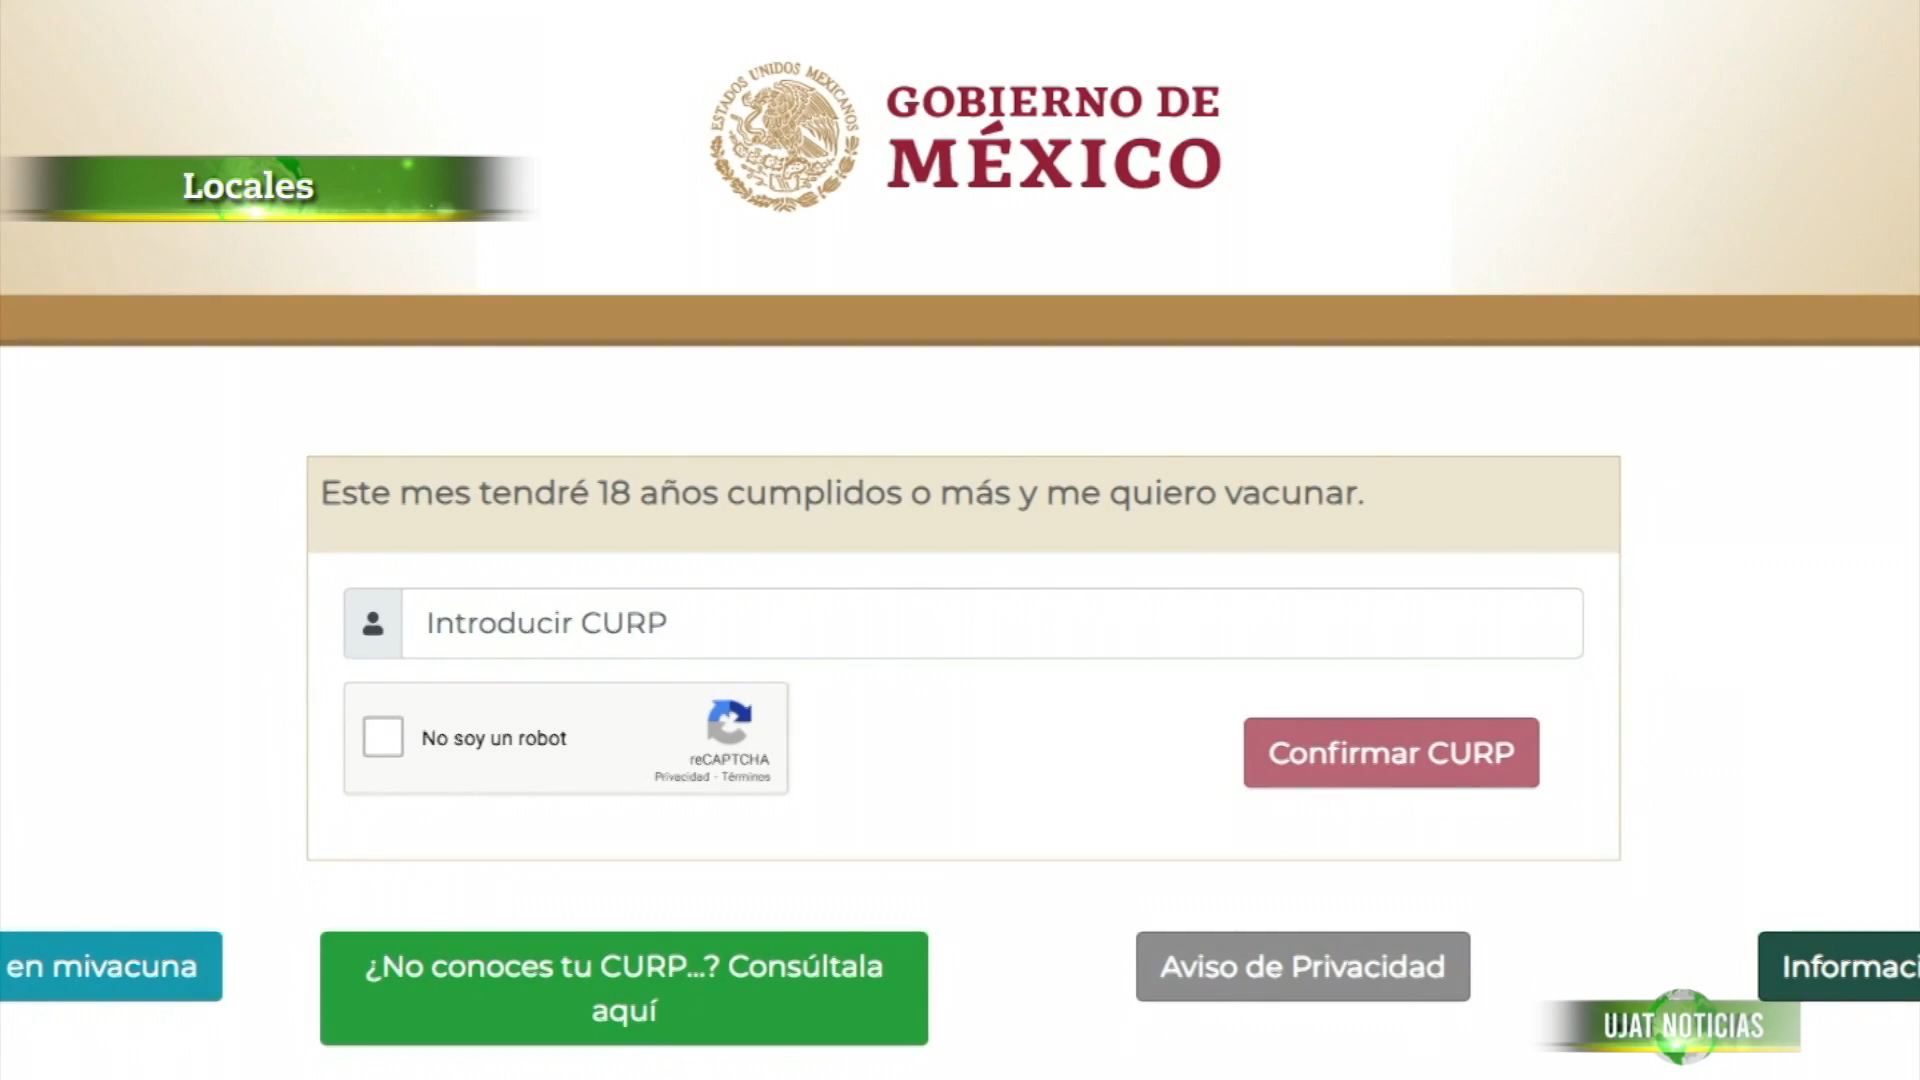 ESTADOS UNIDOS MEXICANOS
GOBIERNO DE
MÉXICO
Locales
Este mes tendré 18 años cumplidos o más y me quiero vacunar.
Introducir CURP
No soy un robot
reCAPTCHA
Privacidad - Términos
Confirmar CURP
en mivacuna
¿No conoces tu CURP...? Consúltala
aquí
Aviso de Privacidad
Informaci
UJAT NOTICIAS